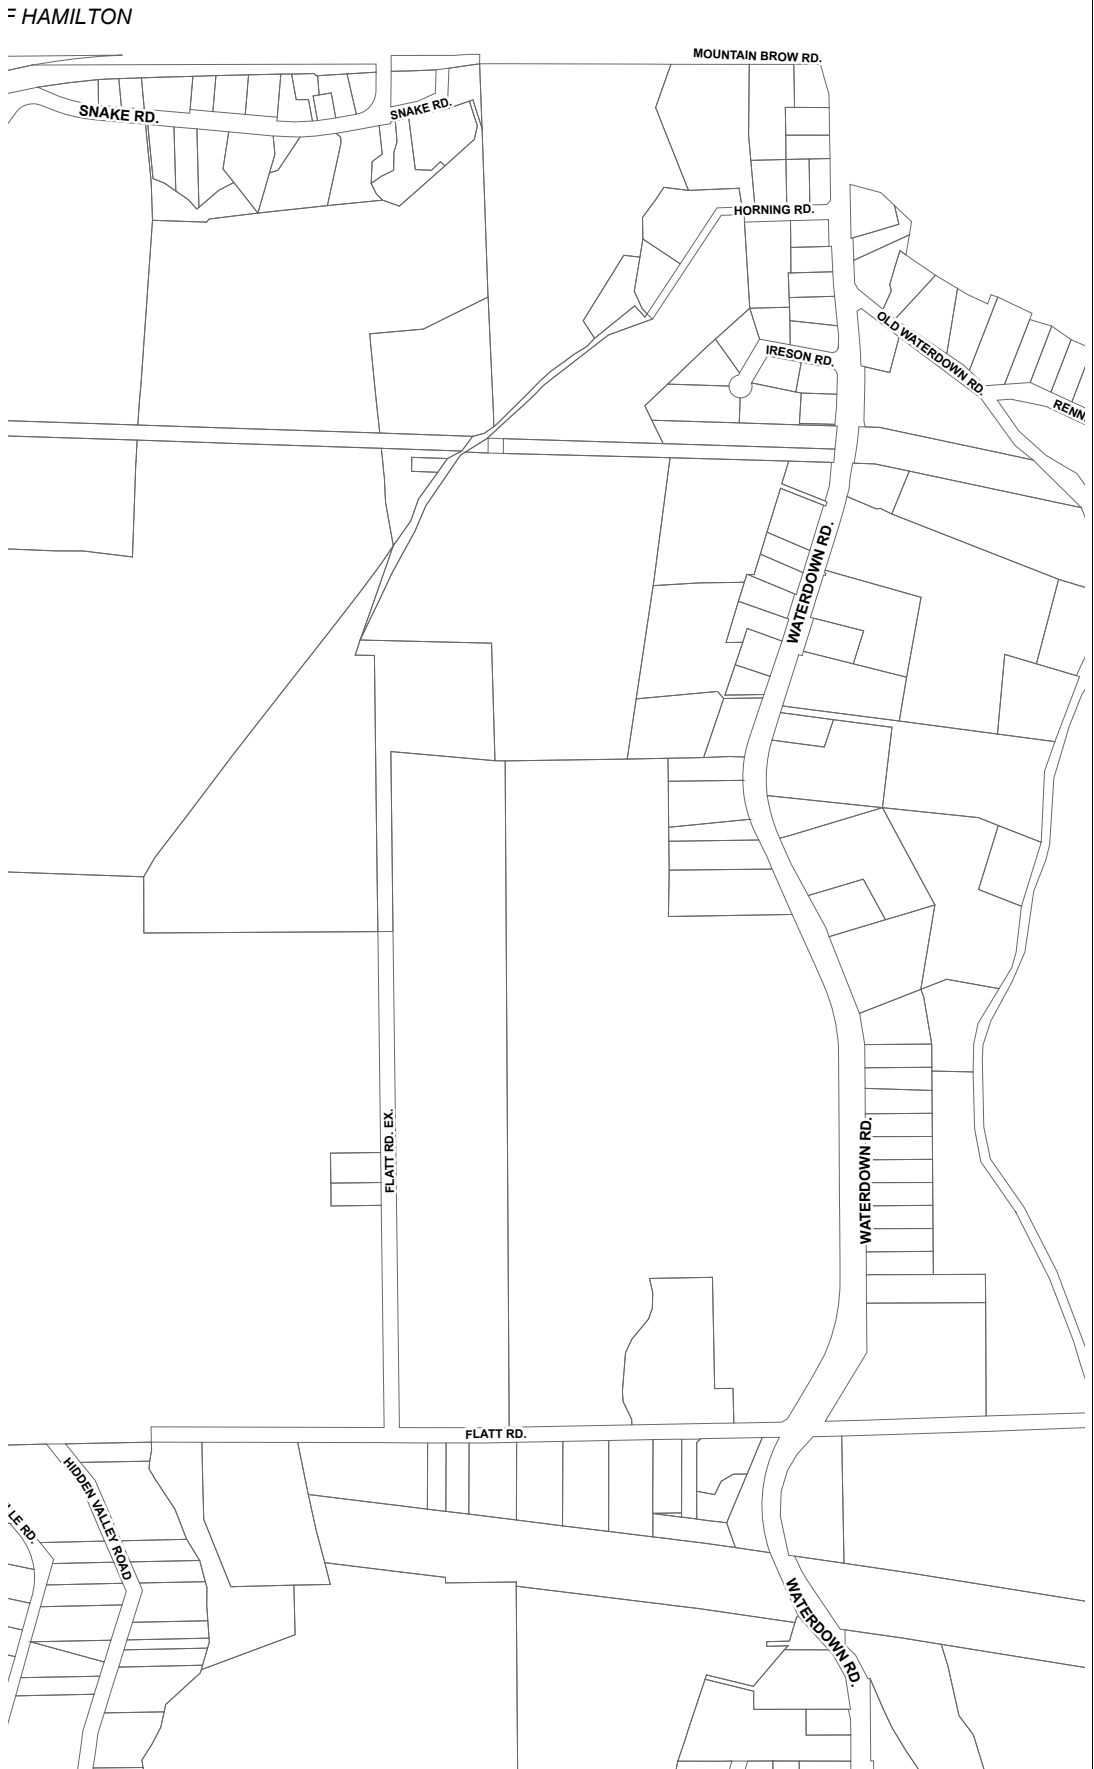 HAMILTON
MOUNTAIN BROW RD.
SNAKE RD.
SNAKE RD.
HORNING RD.
OLD WATERDOWN RD.
IRESON RD.
RENN
WATERDOWN RD.
FLATT RD. EX.
WATERDOWN RD.
FLATT RD.
HIDDEN VALLEY ROAD
LLE RD.
WATERDOWN RD.